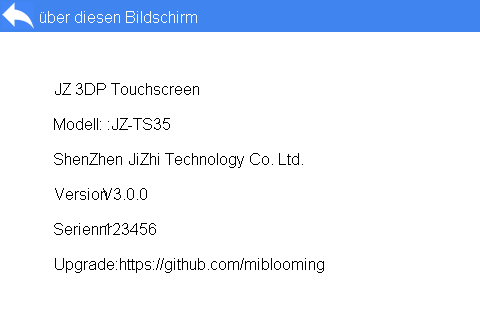 über diesen Bildschirm
JZ 3DP Touchscreen
Modell: :JZ-TS35
ShenZhen JiZhi Technology Co. Ltd.
VersionV3.0.0
Seriennr123456
Upgrade:https://github.com/miblooming